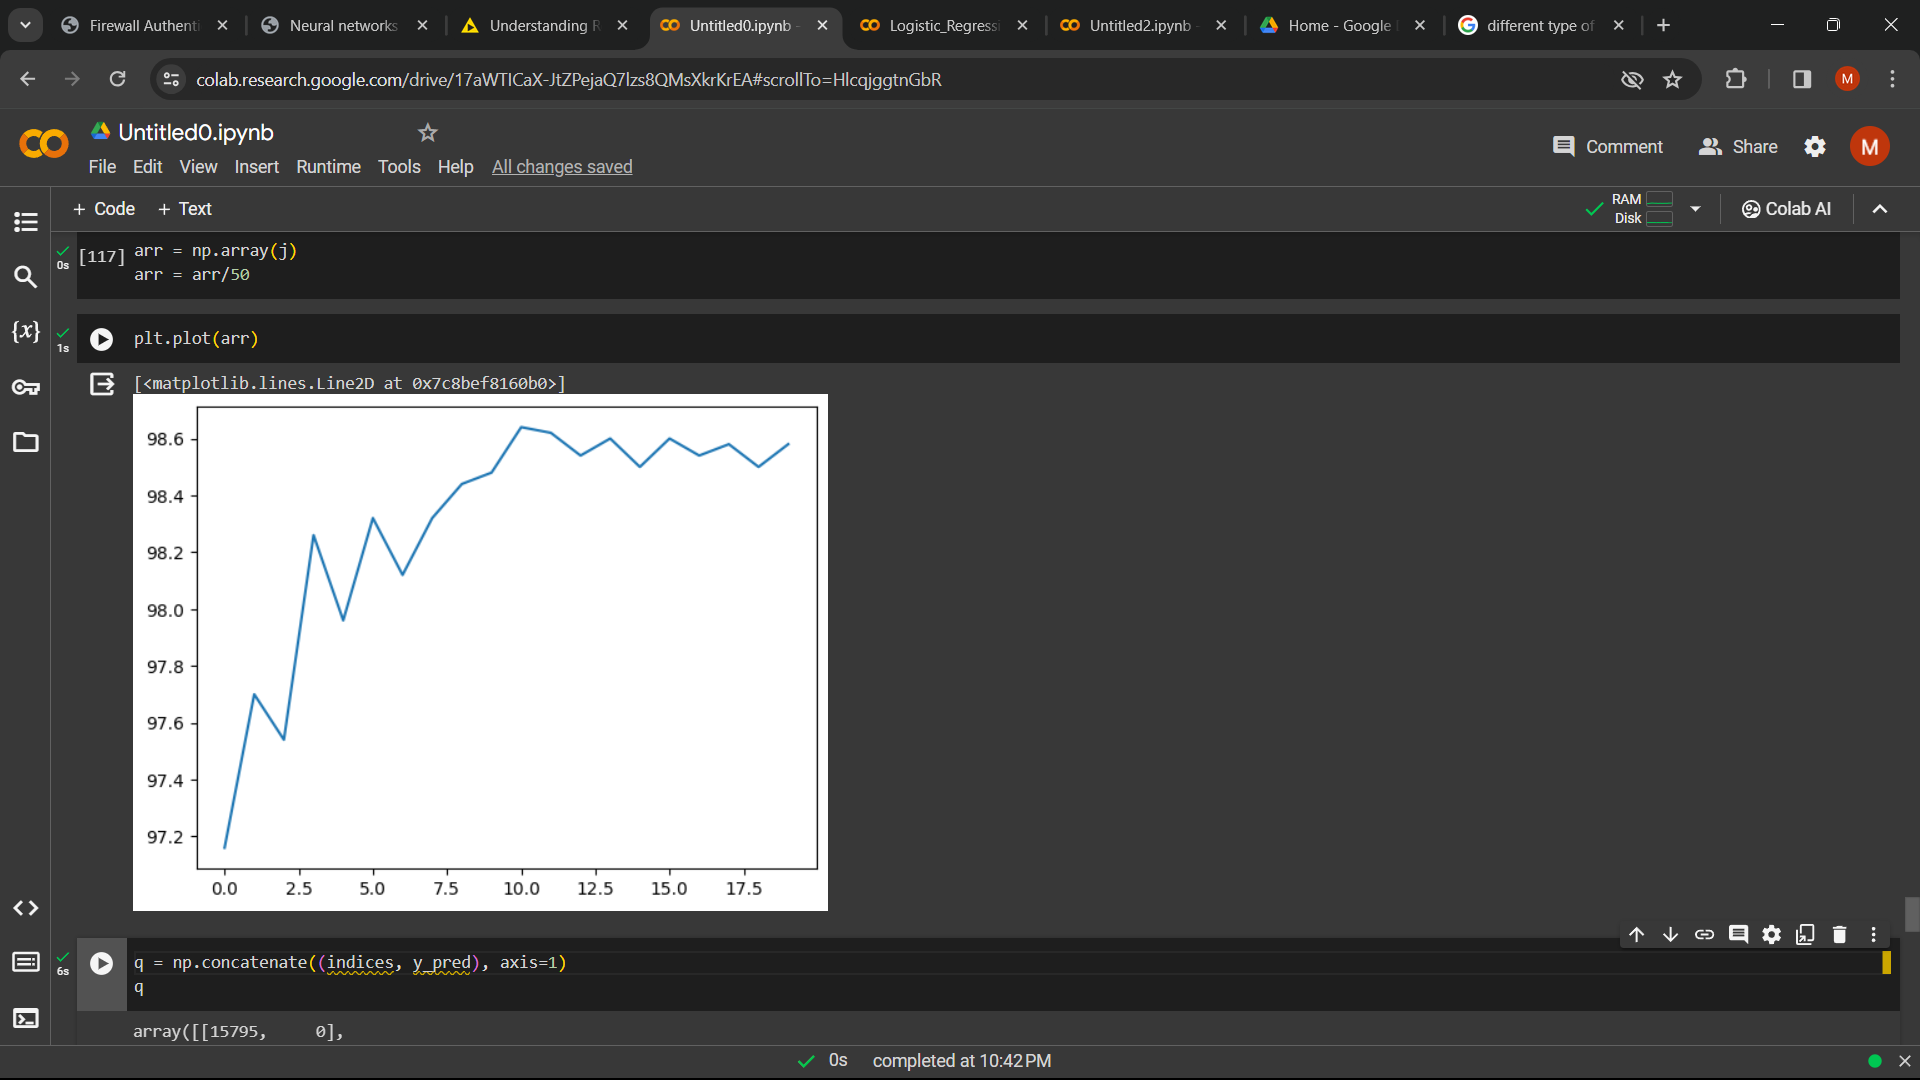 Firewall Authenti
Neural networks
Understanding R
Untitled0.ipynb -
Logistic_Regressi
Untitled2.ipynb -
Home - Google
different type of
colab.research.google.com/drive/17aWTICaX-JtZPejaQ7lzs8QMsXkrKrEA#scrollTo=HlcqjggtnGbR
M
CO
Untitled0.ipynb
Comment
Share
M
File Edit View Insert Runtime Tools Help All changes saved
+ Code + Text
RAM
Disk
Colab AI
0s
[117]
arr = np.array(j)
arr = arr/50
{x}
1s
plt.plot(arr)
[<matplotlib.lines.Line2D at 0x7c8bef8160b0>]
98.6
98.4
98.2
98.0
97.8
97.6
97.4
97.2
0.0 2.5 5.0 7.5 10.0 12.5 15.0 17.5
6s
q = np.concatenate((indices, y_pred), axis=1)
q
array([[15795, 0],
0s completed at 10:42 PM